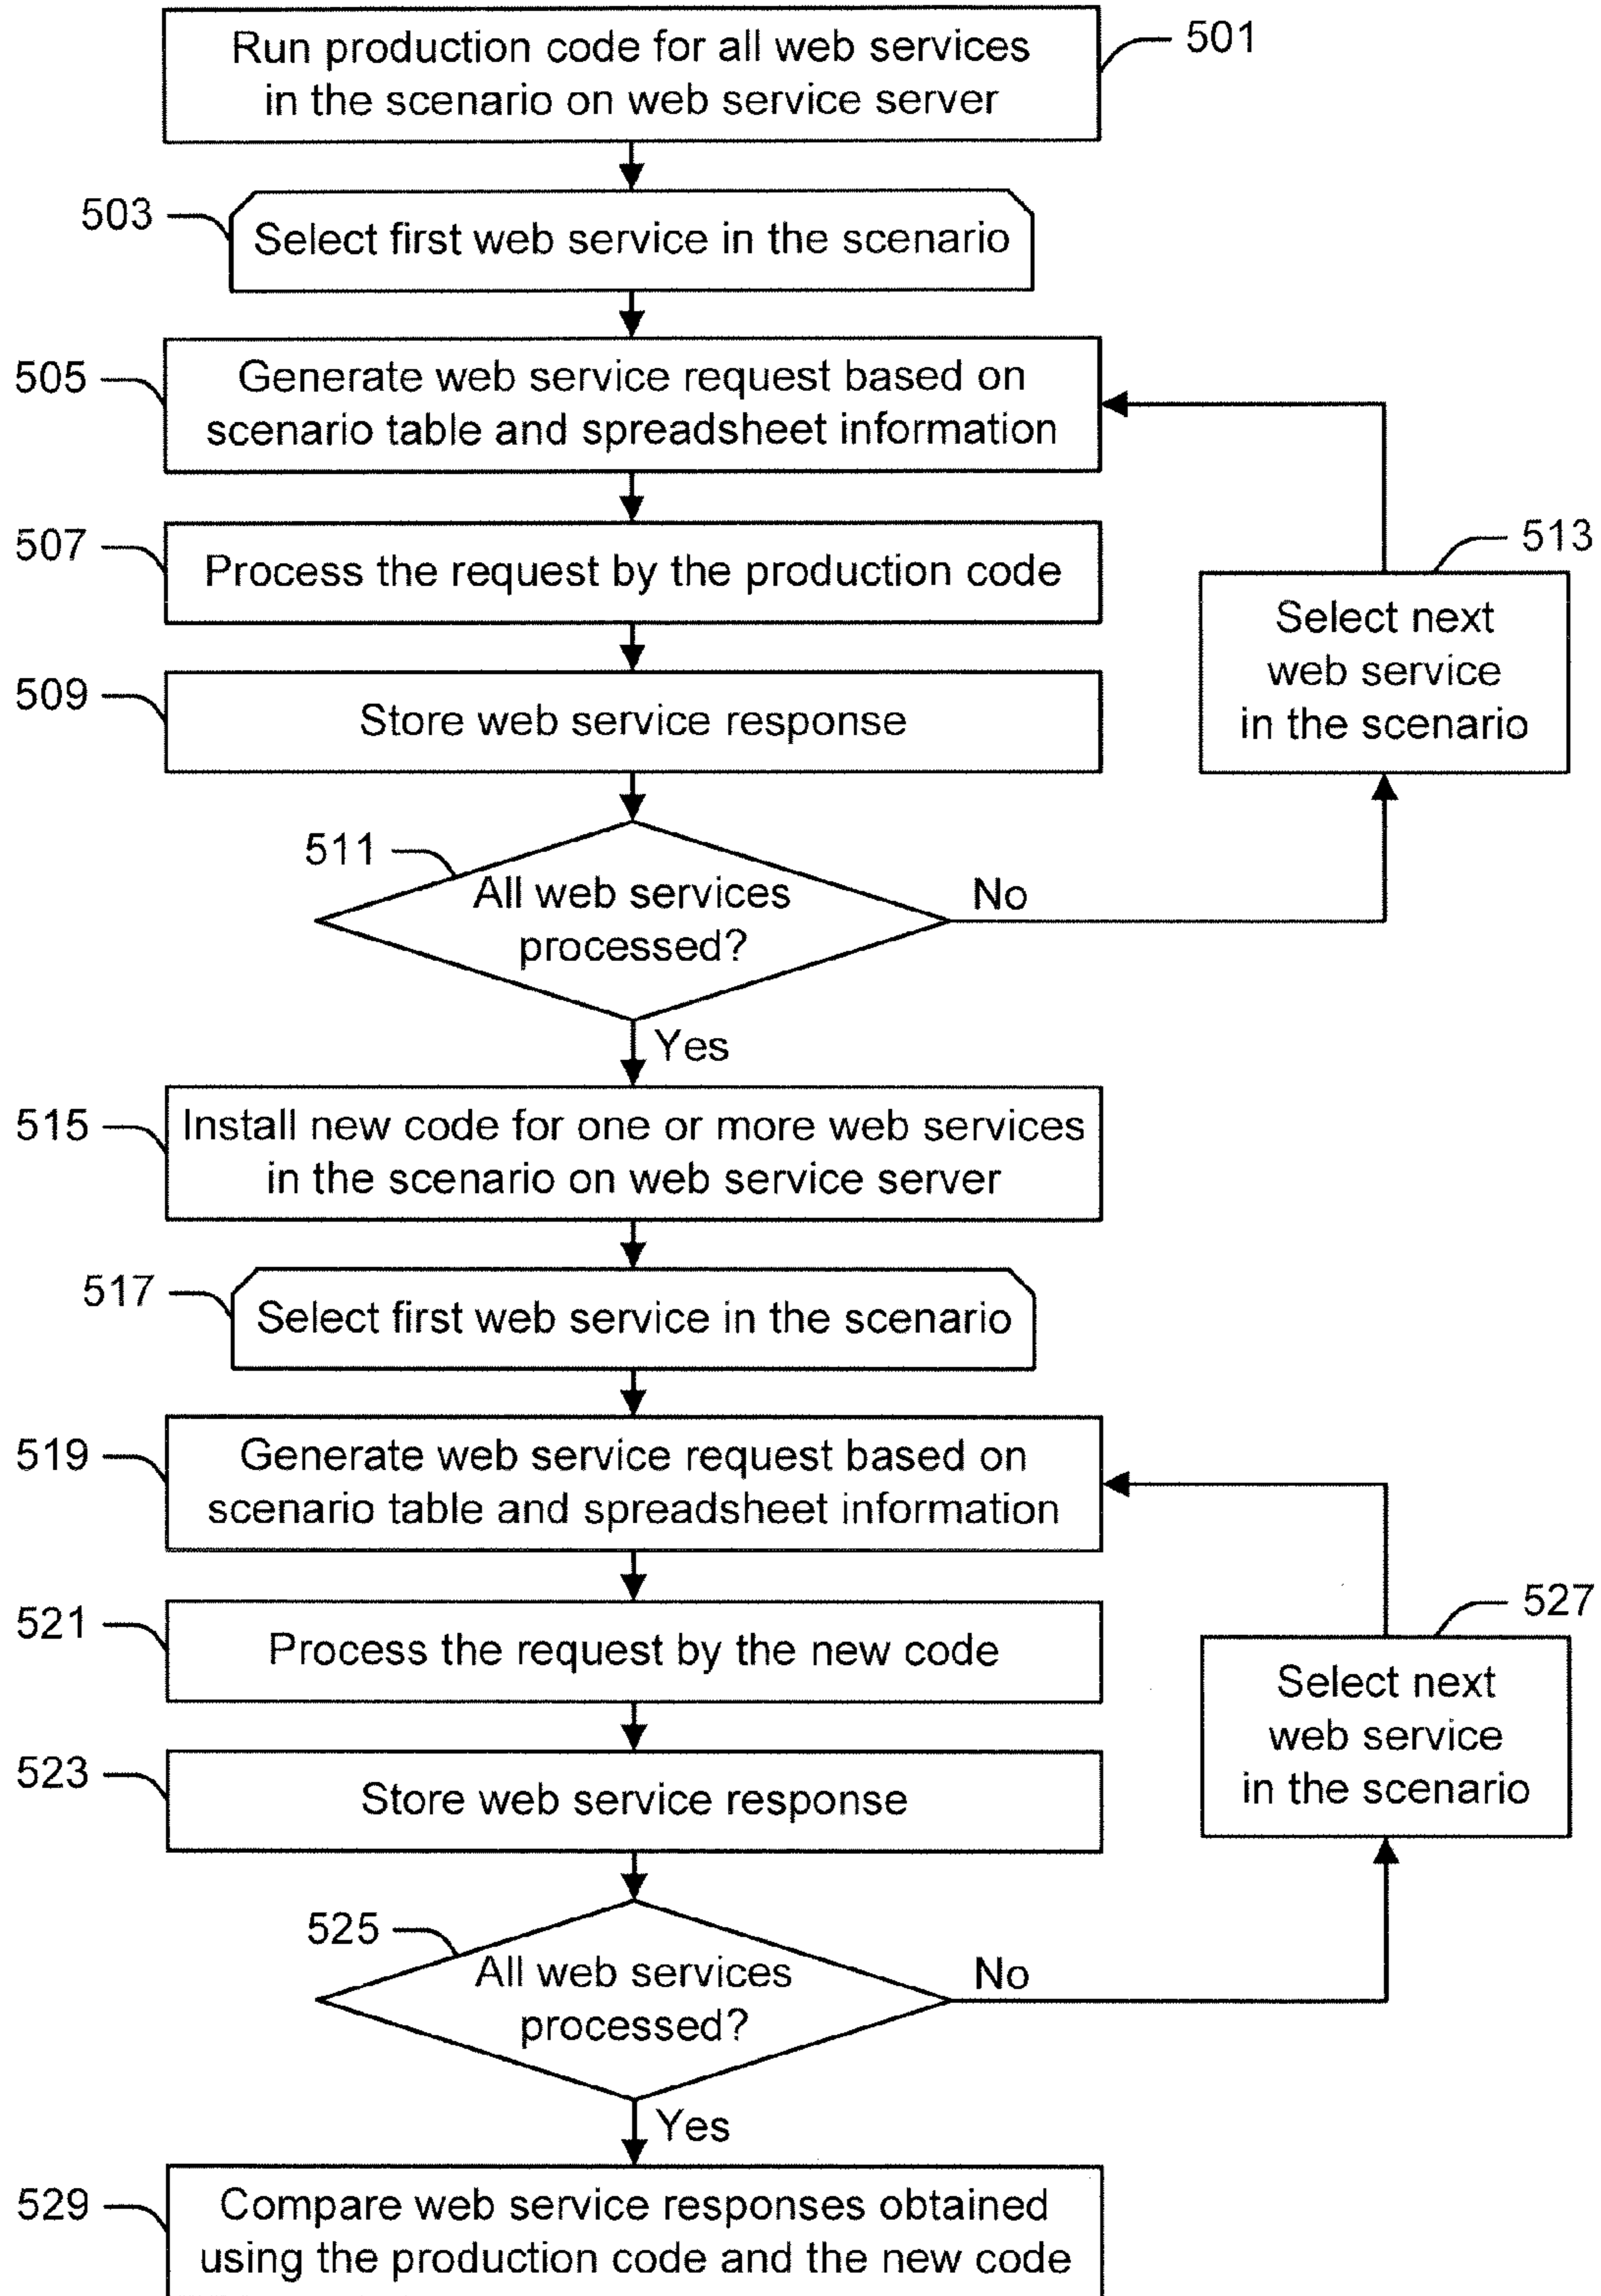 Run production code for all web services
in the scenario on web service server
501
503
Select first web service in the scenario
505
Generate web service request based on
scenario table and spreadsheet information
507
Process the request by the production code
513
Select next
web service
in the scenario
509
Store web service response
511
All web services
processed?
No
Yes
515
Install new code for one or more web services
in the scenario on web service server
517
Select first web service in the scenario
519
Generate web service request based on
scenario table and spreadsheet information
521
Process the request by the new code
527
Select next
web service
in the scenario
523
Store web service response
525
All web services
processed?
No
Yes
529
Compare web service responses obtained
using the production code and the new code